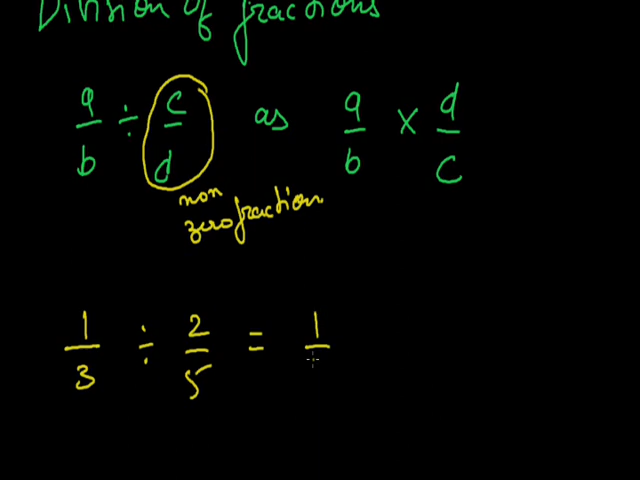 Division of fractions
a/b ÷ c/d as a/b × d/c
non
zero fraction
1/3 ÷ 2/5 = 1/